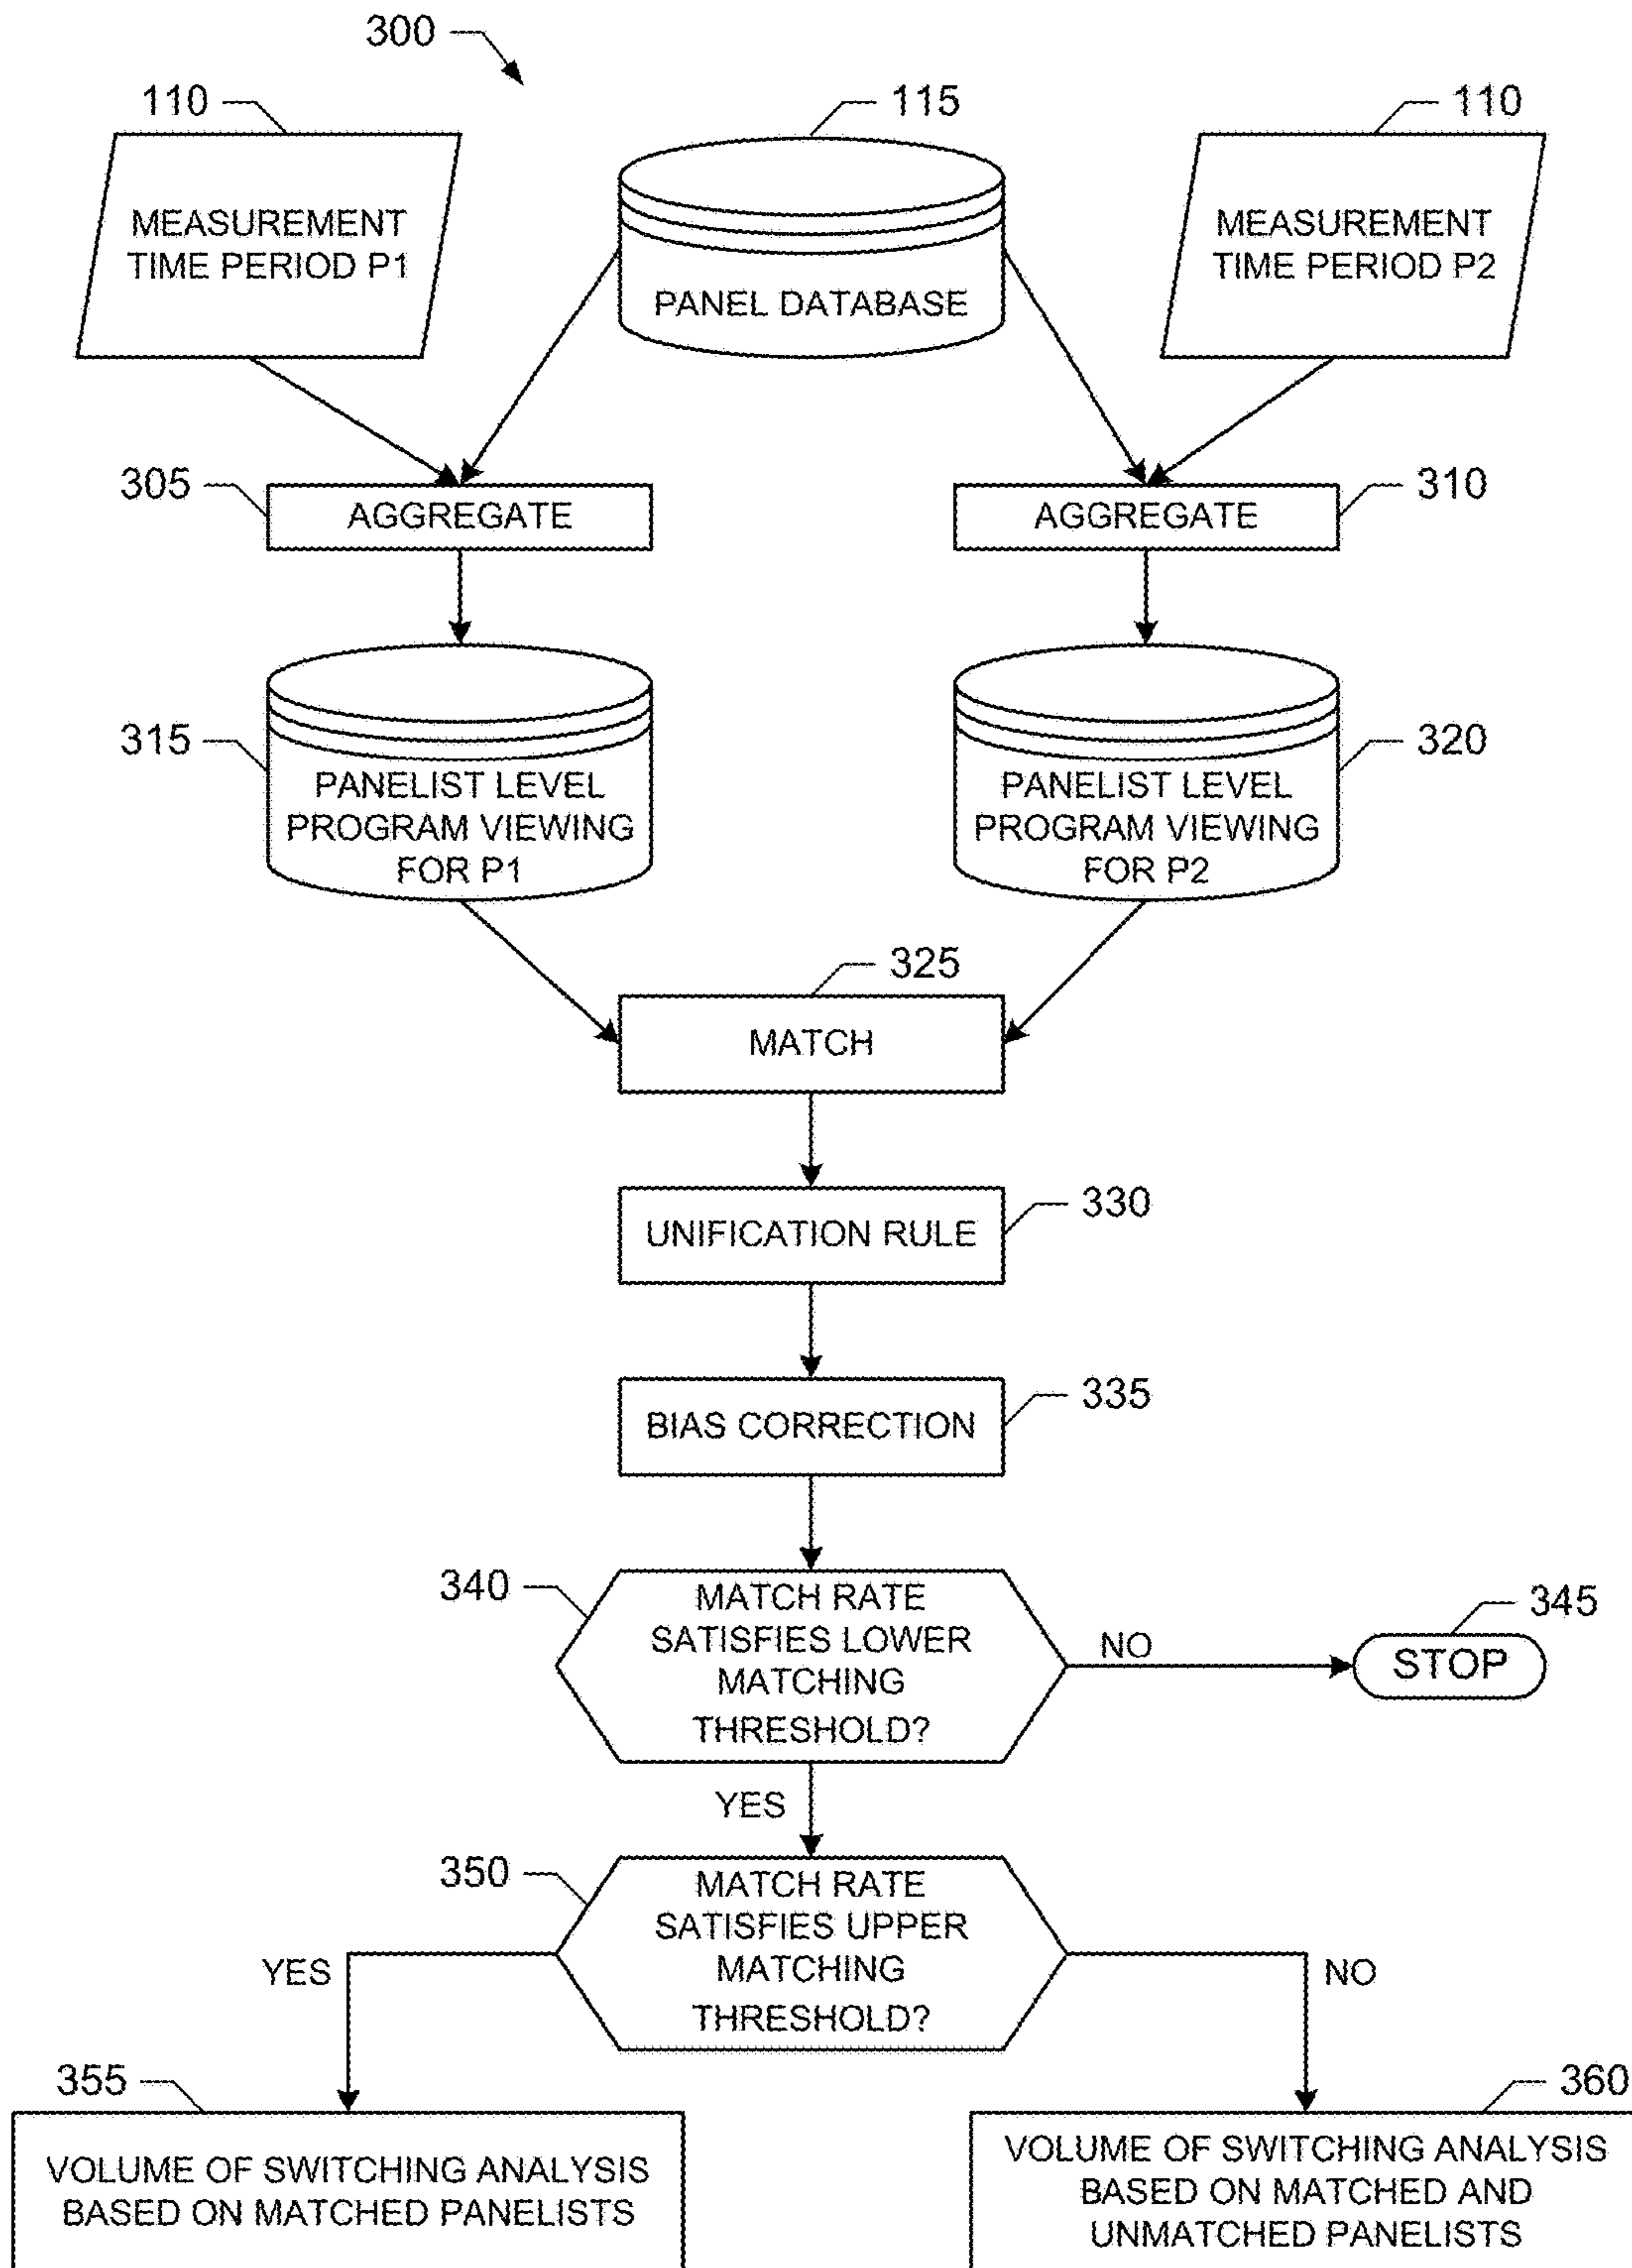 300
110
115
110
MEASUREMENT
TIME PERIOD P1
PANEL DATABASE
MEASUREMENT
TIME PERIOD P2
305
AGGREGATE
AGGREGATE
310
315
PANELIST LEVEL
PROGRAM VIEWING
FOR P1
PANELIST LEVEL
PROGRAM VIEWING
FOR P2
320
325
MATCH
UNIFICATION RULE
330
BIAS CORRECTION
335
340
MATCH RATE
SATISFIES LOWER
MATCHING
THRESHOLD?
NO
345
STOP
YES
350
MATCH RATE
SATISFIES UPPER
MATCHING
THRESHOLD?
YES
NO
355
VOLUME OF SWITCHING ANALYSIS
BASED ON MATCHED PANELISTS
360
VOLUME OF SWITCHING ANALYSIS
BASED ON MATCHED AND
UNMATCHED PANELISTS